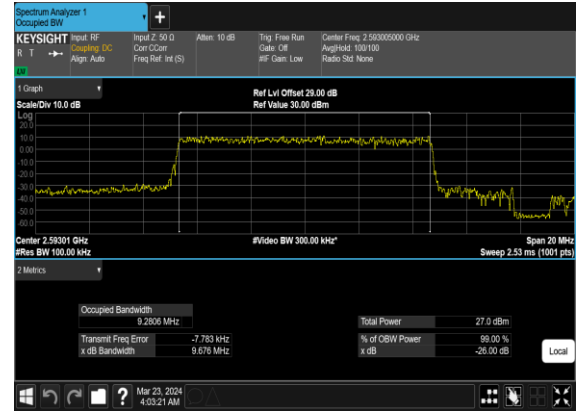 Spectrum Analyzer 1
Occupied BW
+
KEYSIGHT
R T
LU
Input: RF
Coupling: DC
Align: Auto
Input Z: 50 Ω
Corr CCorr
Freq Ref: Int (S)
Atten: 10 dB
Trig: Free Run
Gate: Off
#IF Gain: Low
Center Freq: 2.593005000 GHz
Avg|Hold: 100/100
Radio Std: None
1 Graph
Scale/Div 10.0 dB
Ref Lvl Offset 29.00 dB
Ref Value 30.00 dBm
Log
20.0
10.0
0.00
-10.0
-20.0
-30.0
-40.0
-50.0
-60.0
Center 2.59301 GHz
#Video BW 300.00 kHz*
Span 20 MHz
#Res BW 100.00 kHz
Sweep 2.53 ms (1001 pts)
2 Metrics
Occupied Bandwidth
9.2806 MHz
Total Power 27.0 dBm
Transmit Freq Error -7.783 kHz
% of OBW Power 99.00 %
x dB Bandwidth 9.676 MHz
x dB -26.00 dB
Local
?
Mar 23, 2024
4:03:21 AM